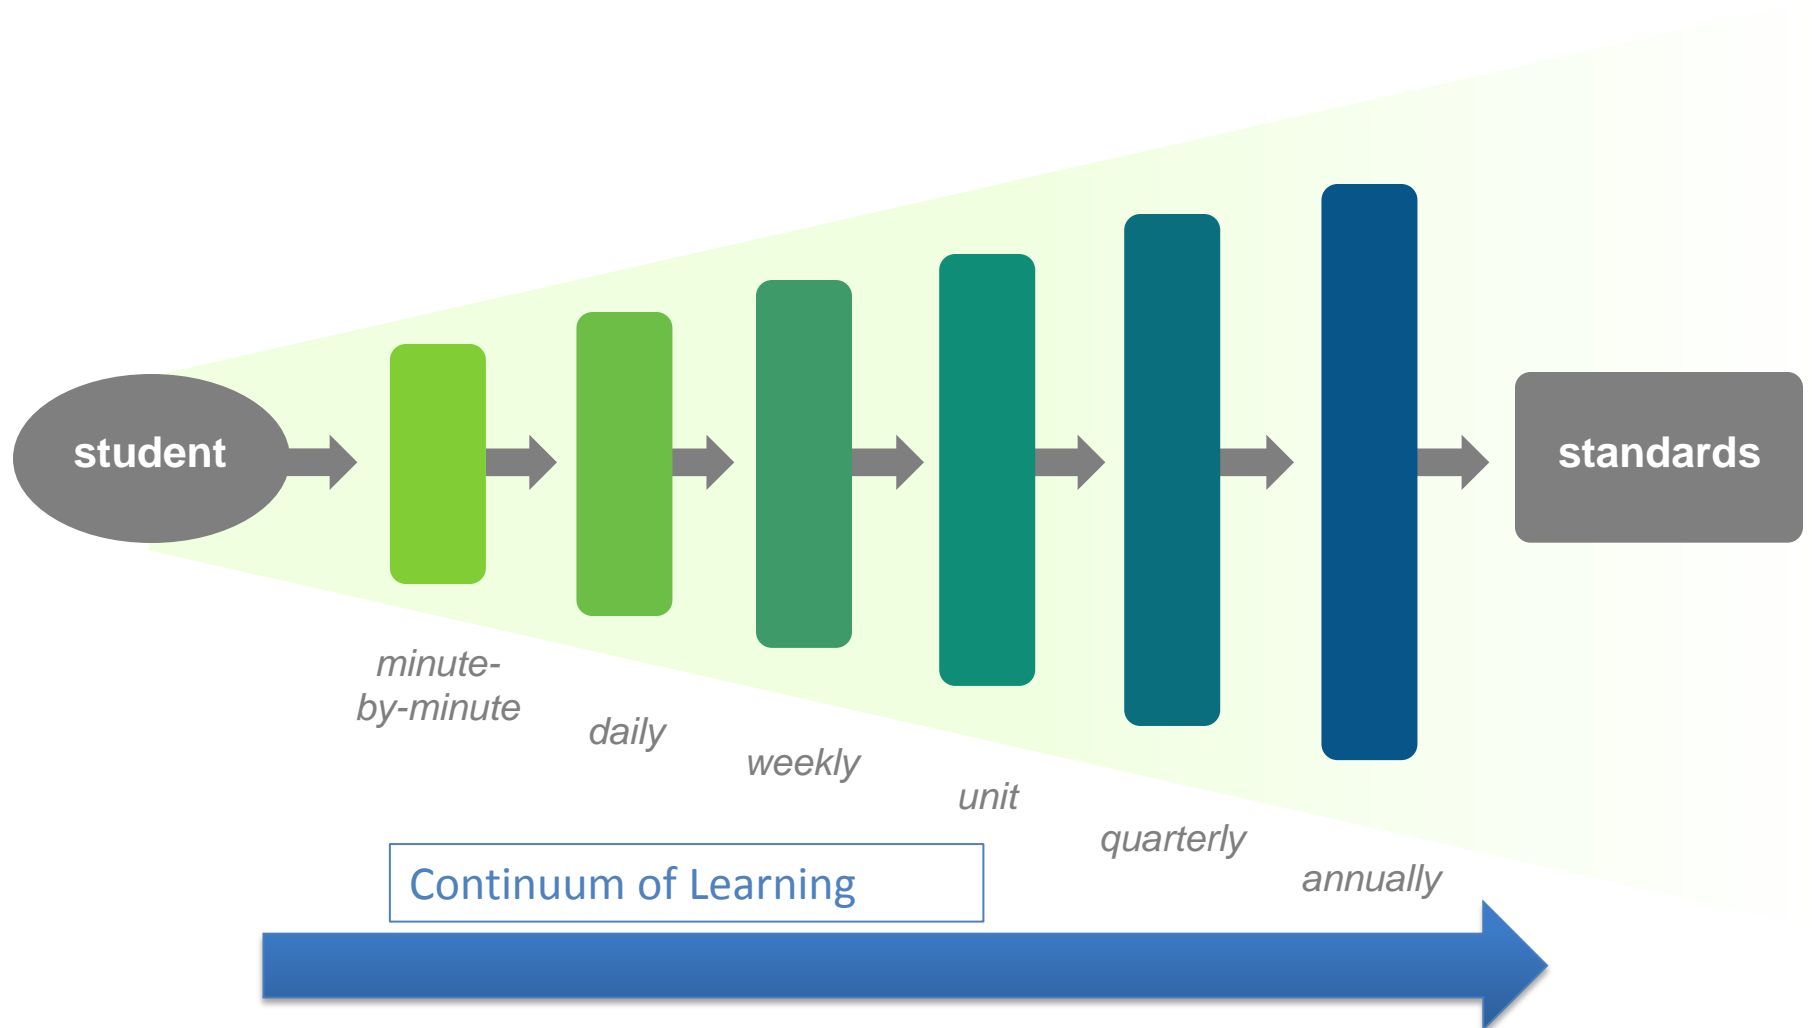 student
standards
minute-
by-minute
daily
weekly
unit
quarterly
annually
Continuum of Learning